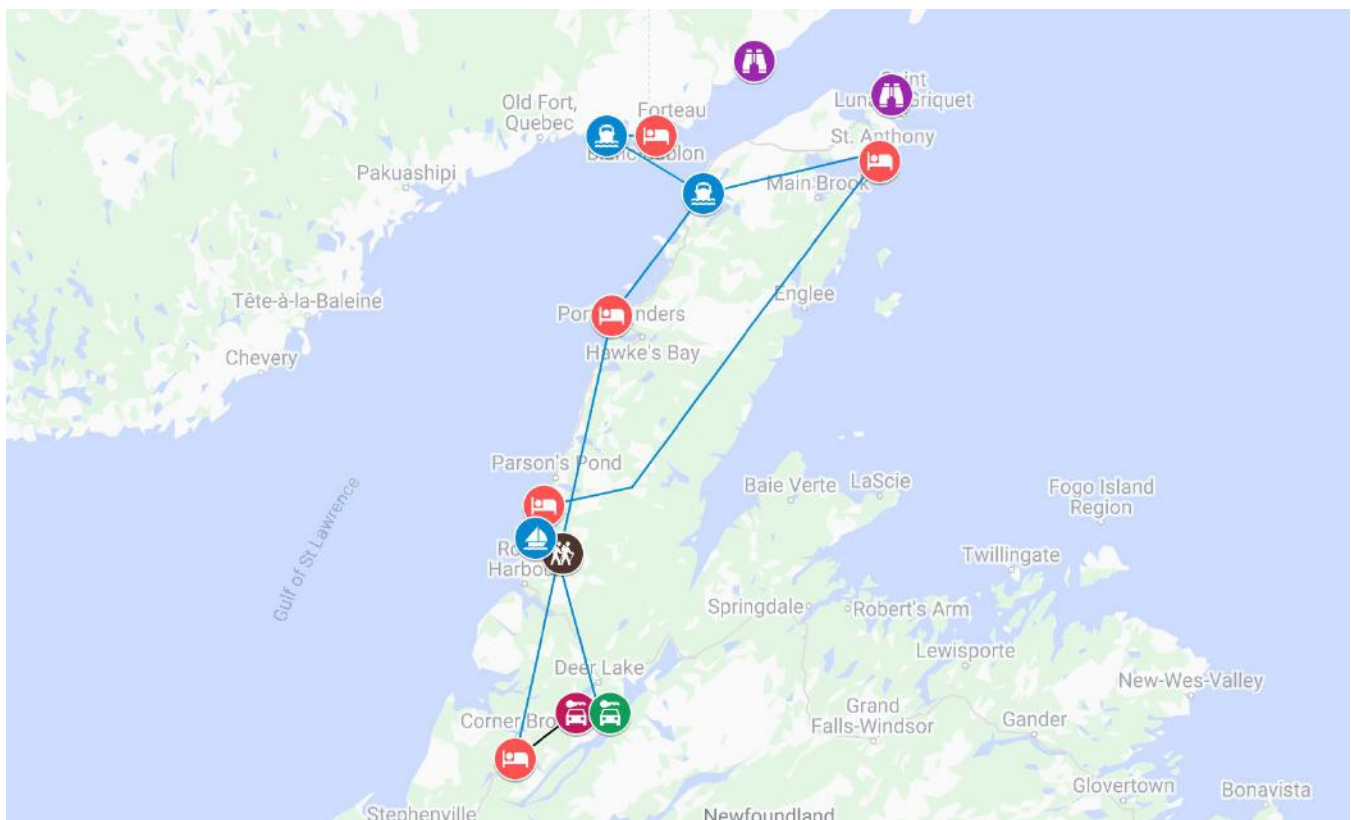 Old Fort,
Quebec
Forteau
Saint
St. Anthony
Main Brook
Pakuashipi
Tête-à-la-Baleine
Chevery
Englee
Hawke's Bay
Parson's Pond
Baie Verte
LaScie
Fogo Island
Region
Gulf of St Lawrence
Twillingate
Springdale
Robert's Arm
Lewisporte
Deer Lake
New-Wes-Valley
Corner
Grand
Falls-Windsor
Gander
Glovertown
Bonavista
Stephenville
Newfoundland